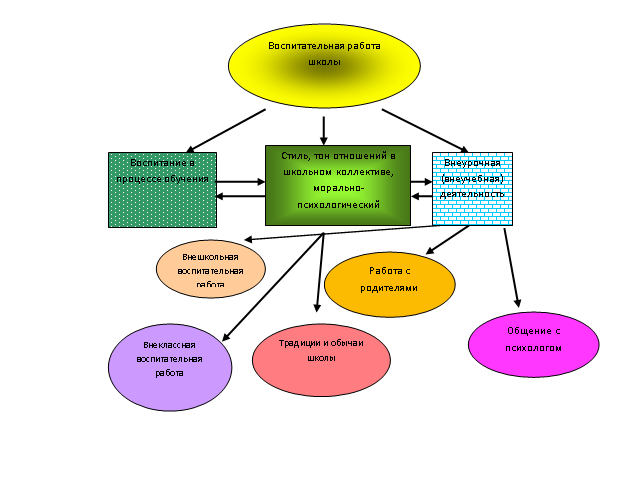 Воспитательная работа
школы
Воспитание в
процессе обучения
Стиль, тон отношений в
школьном коллективе,
морально-
психологический
Внеурочная
(внеучебная)
деятельность
Внешкольная
воспитательная
работа
Работа с
родителями
Внеклассная
воспитательная
работа
Традиции и обычаи
школы
Общение с
психологом